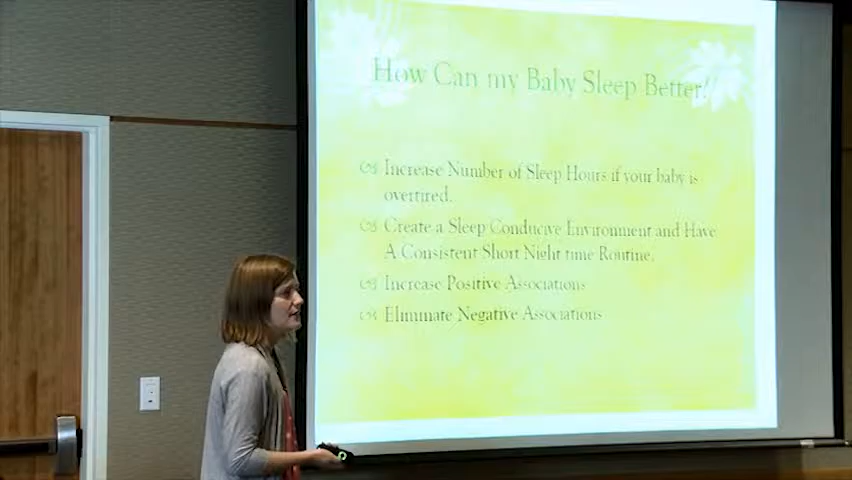 How Can my Baby Sleep Better!
Increase Number of Sleep Hours if your baby is
overtired.
Create a Sleep Conducive Environment and Have
A Consistent Short Night time Routine.
Increase Positive Associations
Eliminate Negative Associations